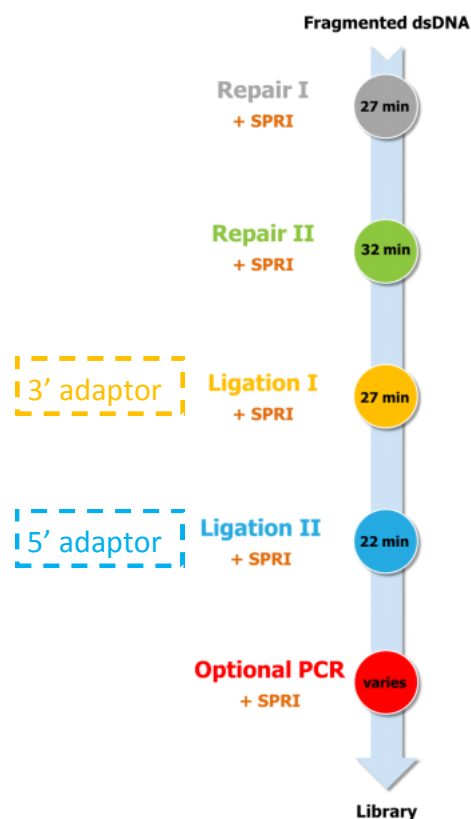 Fragmented dsDNA
Repair I
+ SPRI
27 min
Repair II
+ SPRI
32 min
3’ adaptor
Ligation I
+ SPRI
27 min
5’ adaptor
Ligation II
+ SPRI
22 min
Optional PCR
+ SPRI
varies
Library